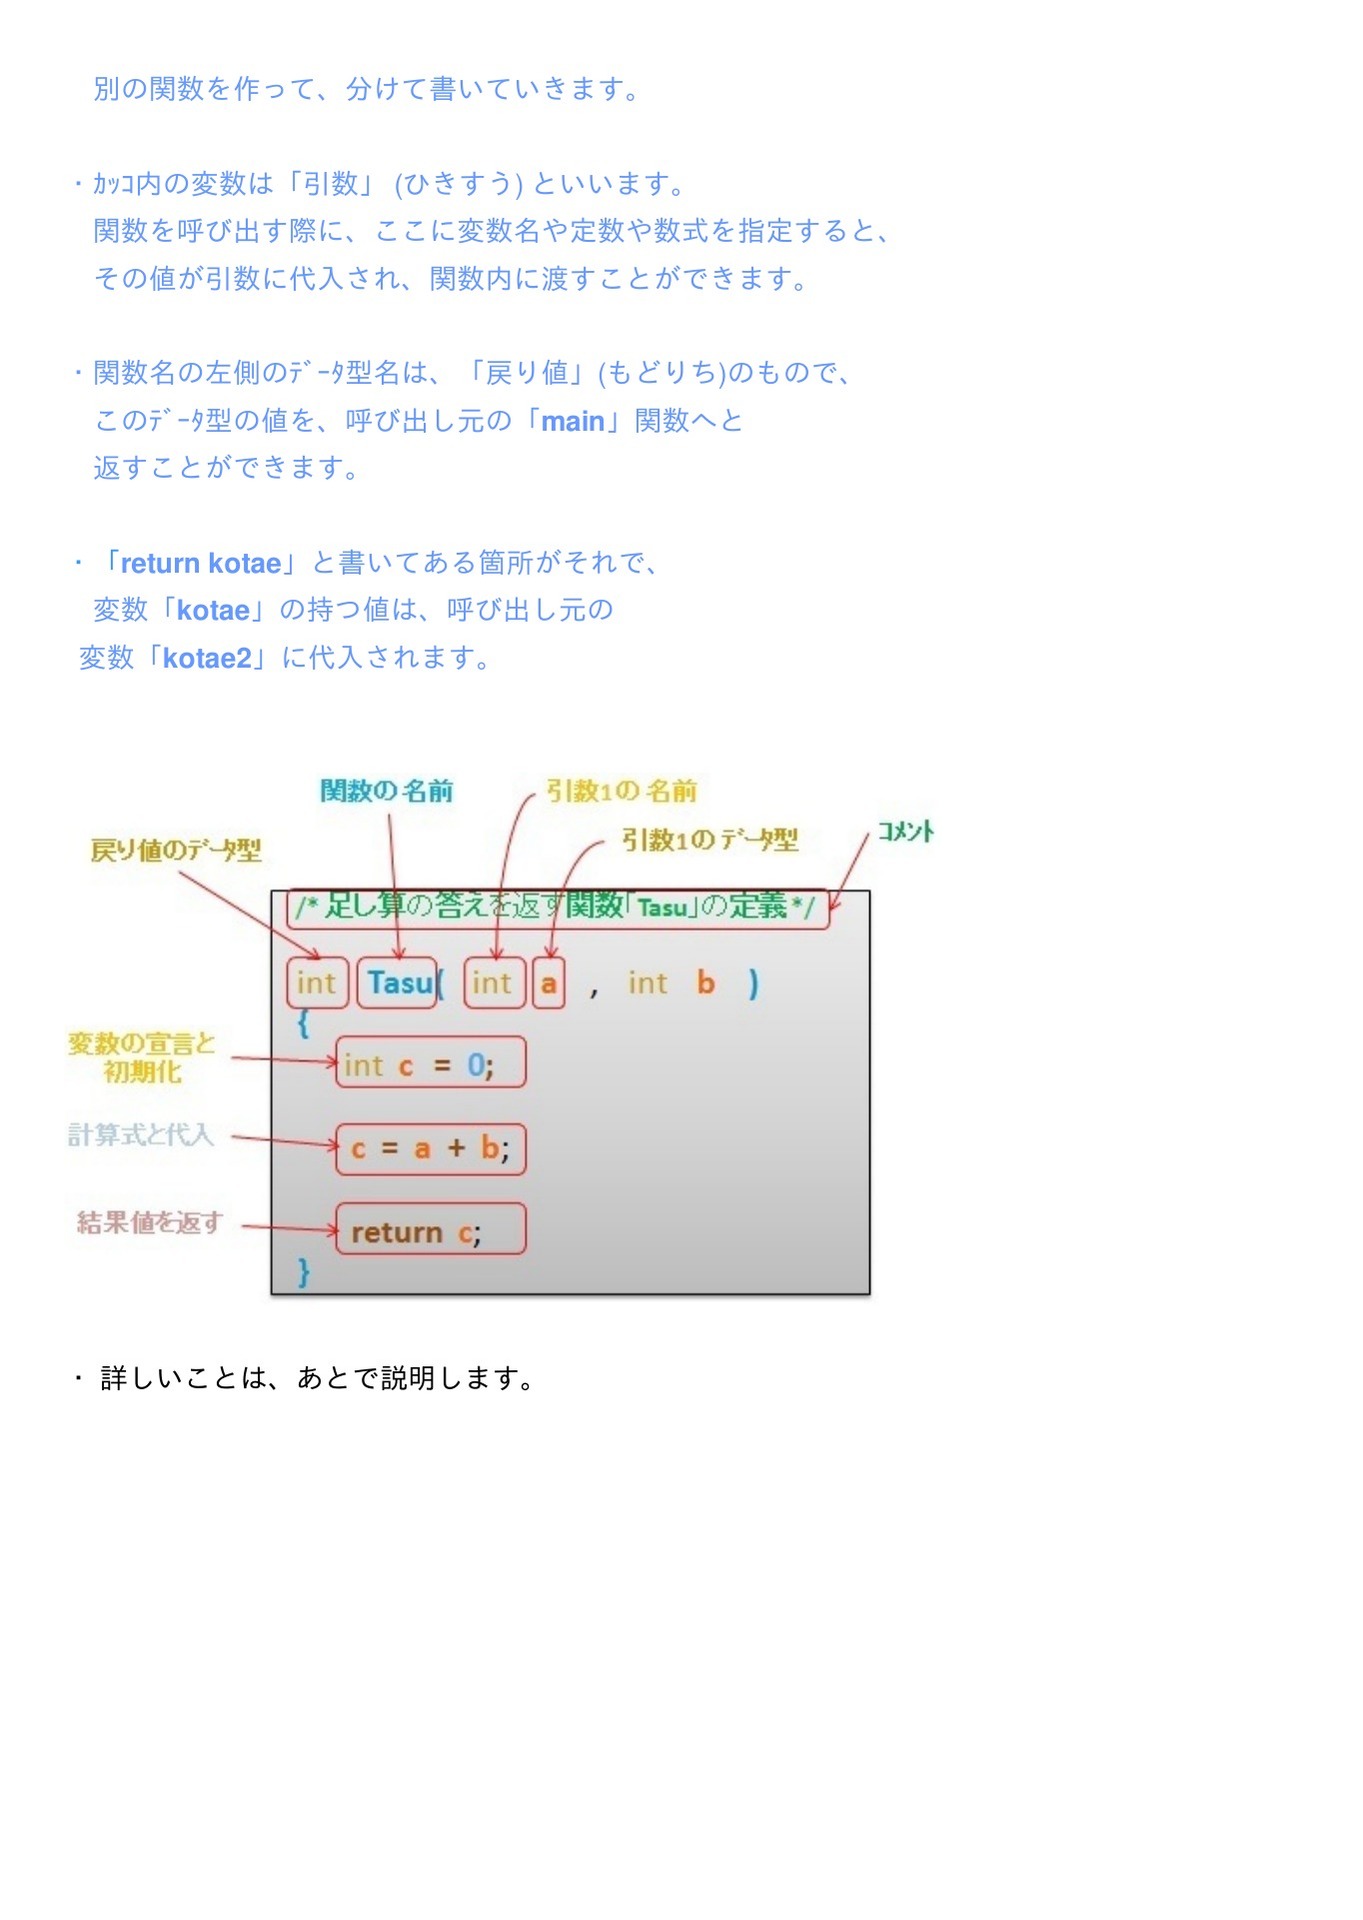 別の関数を作って、分けて書いていきます。
・ｶｯｺ内の変数は「引数」 (ひきすう) といいます。
関数を呼び出す際に、ここに変数名や定数や数式を指定すると、
その値が引数に代入され、関数内に渡すことができます。
・関数名の左側のﾃﾞｰﾀ型名は、「戻り値」(もどりち)のもので、
このﾃﾞｰﾀ型の値を、呼び出し元の「main」関数へと
返すことができます。
・「return kotae」と書いてある箇所がそれで、
変数「kotae」の持つ値は、呼び出し元の
変数「kotae2」に代入されます。
関数の名前
引数1の名前
コメント
引数1のデータ型
戻り値のデータ型
/* 足し算の答えを返す関数「Tasu」の定義 */
int Tasu( int a , int b )
{
変数の宣言と
初期化
int c = 0;
計算式と代入
c = a + b;
結果値を返す
return c;
}
・ 詳しいことは、あとで説明します。